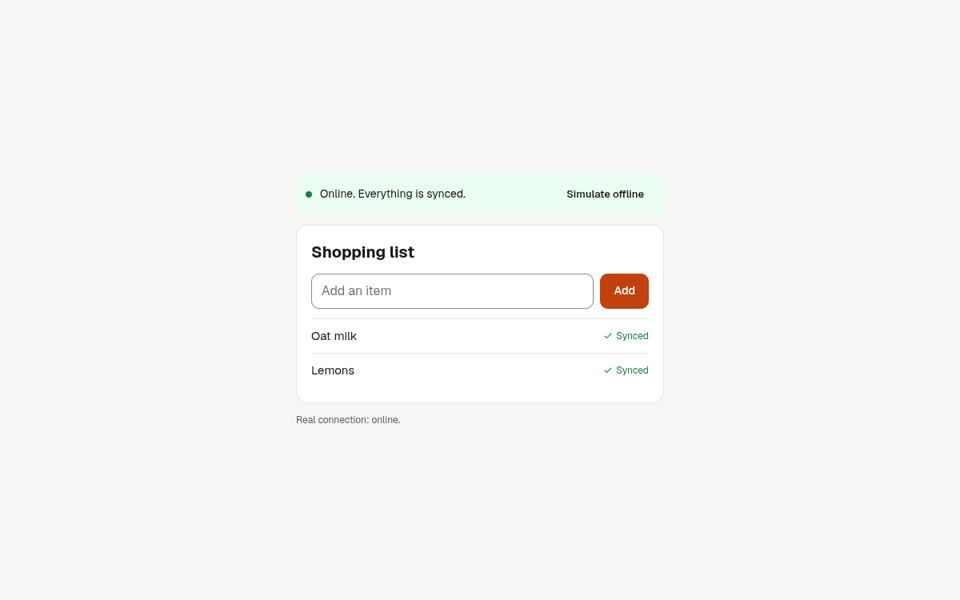 Online. Everything is synced. Simulate offline
Shopping list
Add an item Add
Oat milk ✓ Synced
Lemons ✓ Synced
Real connection: online.